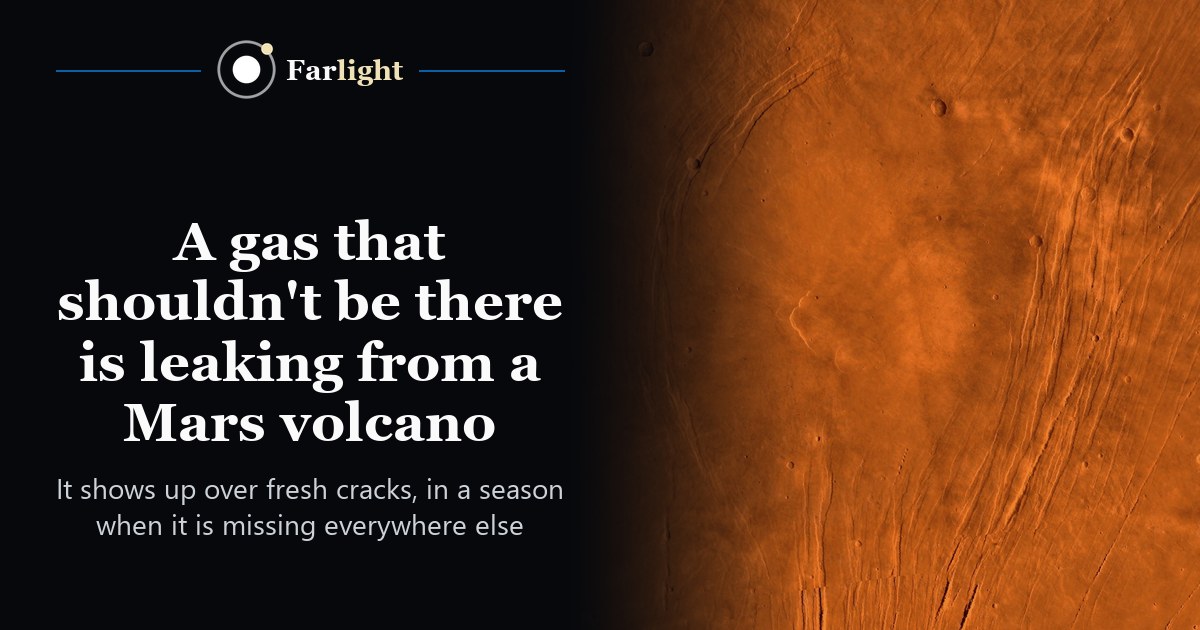 Farlight
A gas that
shouldn't be there
is leaking from a
Mars volcano
It shows up over fresh cracks, in a season
when it is missing everywhere else